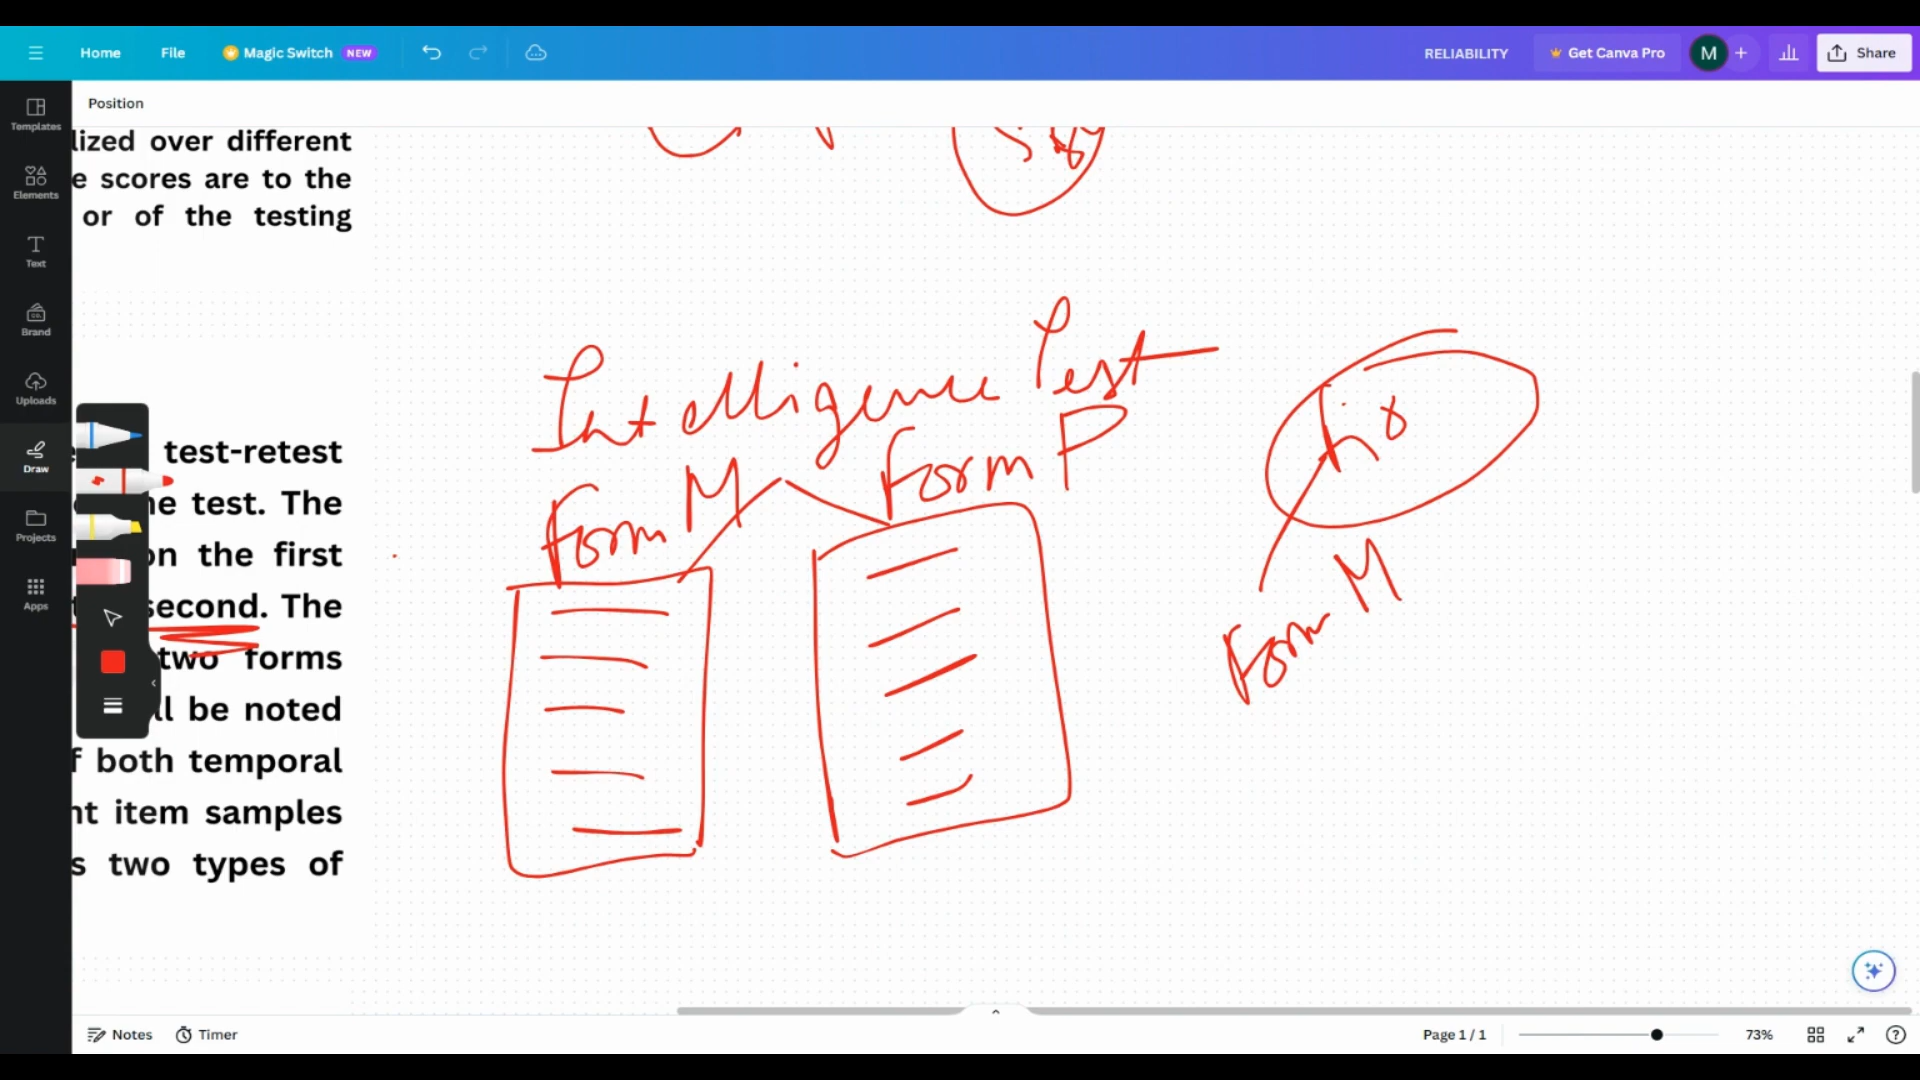 Home File Magic Switch NEW RELIABILITY Get Canva Pro M + Share
Position
Templates
Elements
Text
Brand
Uploads
Draw
Projects
Apps
lized over different
e scores are to the
or of the testing
test-retest
he test. The
on the first
second. The
two forms
ll be noted
f both temporal
nt item samples
s two types of
Intelligence Test
Form M
Form P
Form M
Notes Timer Page 1 / 1 73%